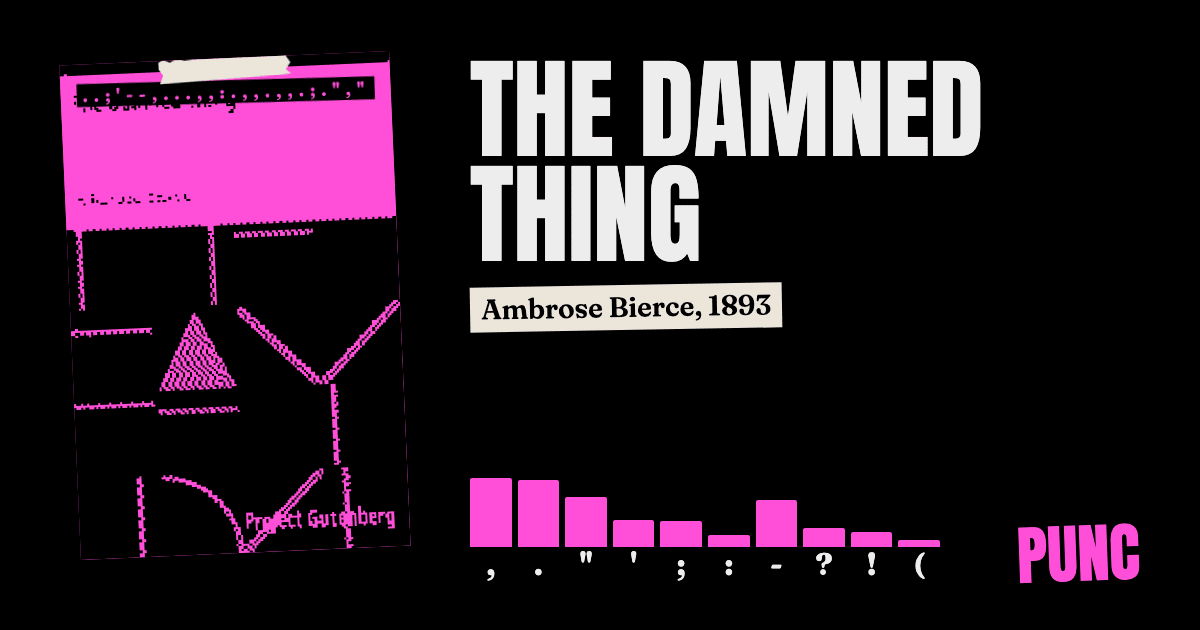 ..;'--,...,,:.,,.,,.;.","
THE DAMNED
THING
Ambrose Bierce, 1893
Project Gutenberg
, . " ' ; : - ? ! (
PUNC